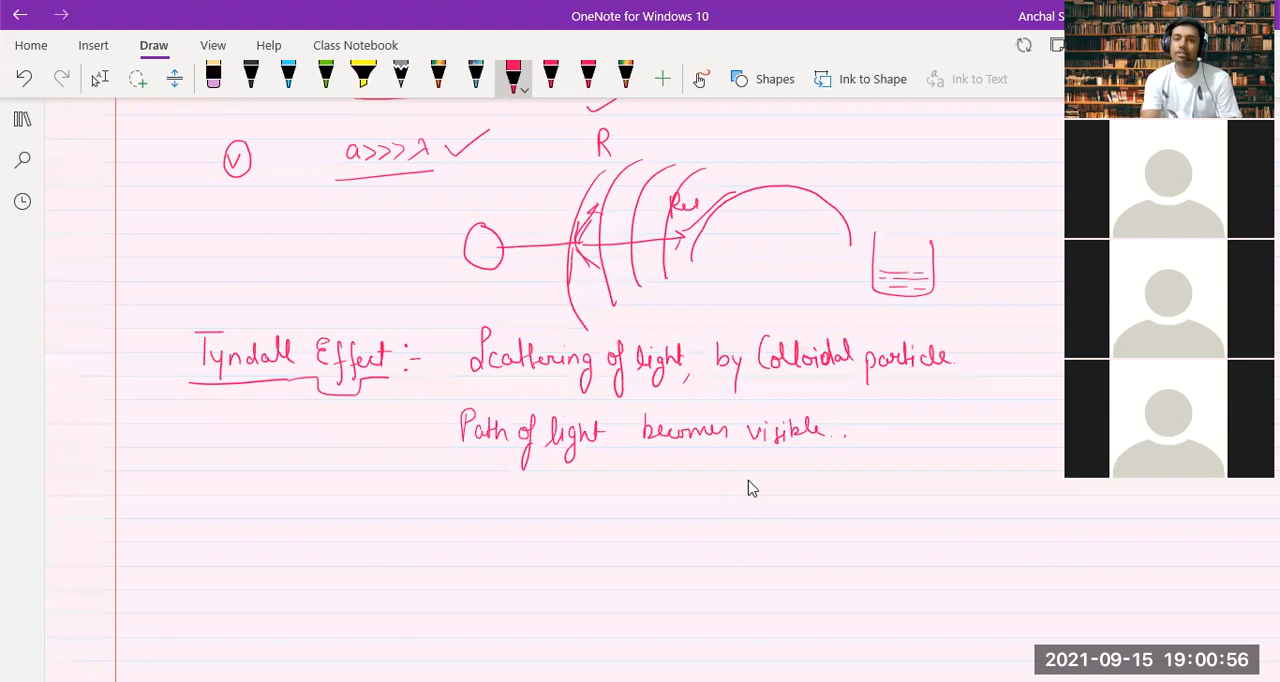 OneNote for Windows 10
Anchal S
Home Insert Draw View Help Class Notebook
Shapes Ink to Shape Ink to Text
R
V a>>>λ
Tyndall Effect :- Scattering of light, by Colloidal particle.
Path of light becomes visible..
2021-09-15 19:00:56